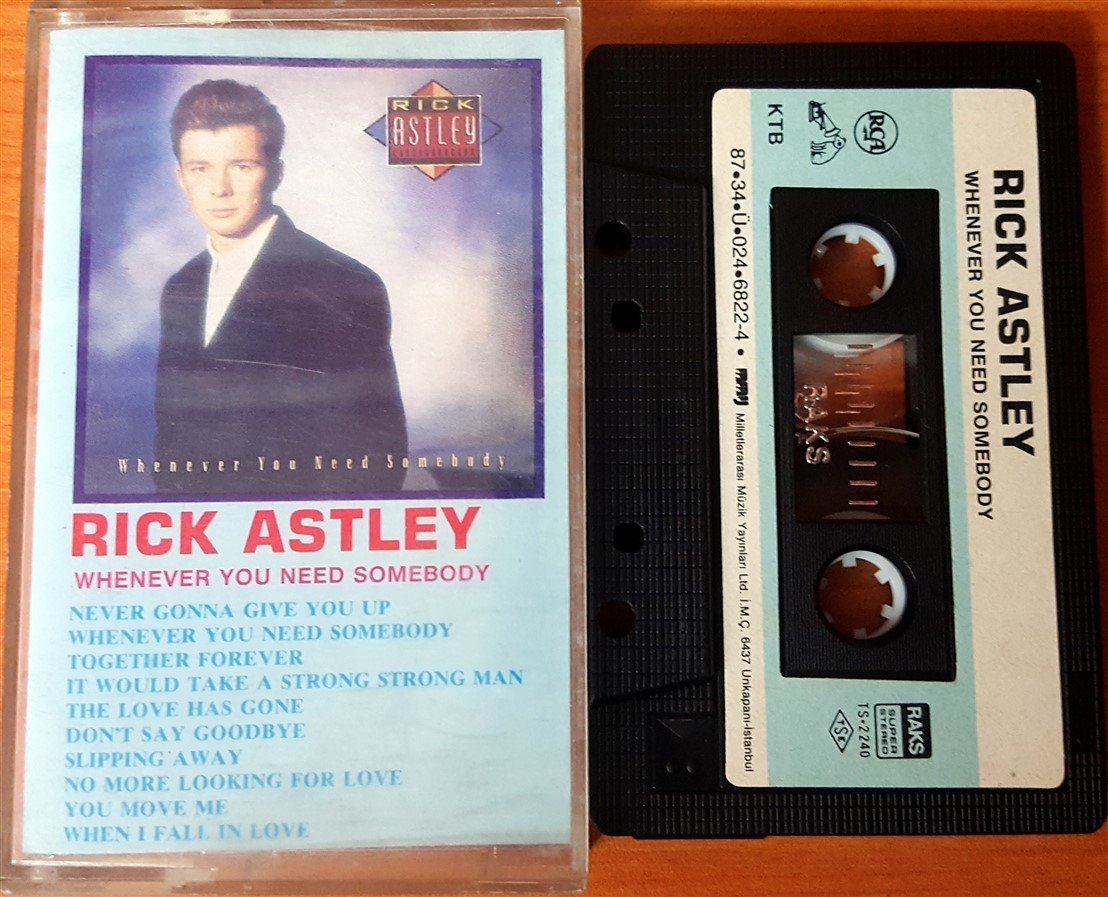 RICK
ASTLEY
Whenever You Need Somebody
RICK ASTLEY
WHENEVER YOU NEED SOMEBODY
NEVER GONNA GIVE YOU UP
WHENEVER YOU NEED SOMEBODY
TOGETHER FOREVER
IT WOULD TAKE A STRONG STRONG MAN
THE LOVE HAS GONE
DON'T SAY GOODBYE
SLIPPING AWAY
NO MORE LOOKING FOR LOVE
YOU MOVE ME
WHEN I FALL IN LOVE
RICK ASTLEY
WHENEVER YOU NEED SOMEBODY
RCA
KTB
RAKS
RAKS
SUPER
STEREO
TS-2240
TSE
87•34•Ü•024•6822-4• Milletlerarası Müzik Yayınları Ltd. İ.M.Ç. 6437 Unkapanı-İstanbul